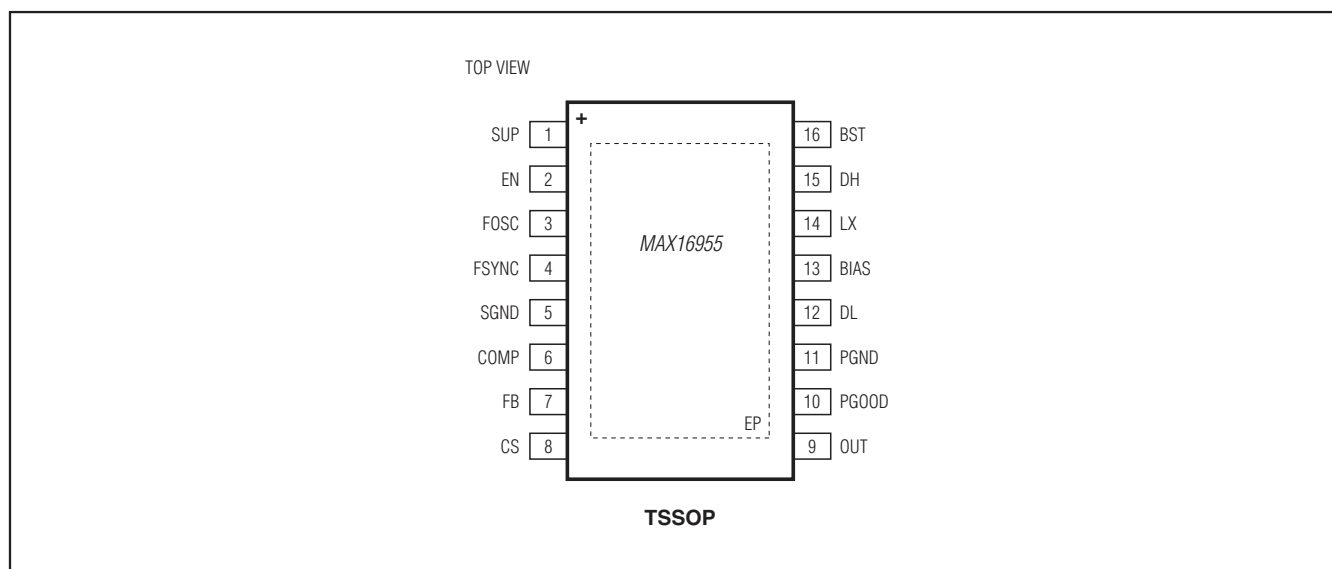 TOP VIEW
+
SUP 1
EN 2
FOSC 3
FSYNC 4
SGND 5
COMP 6
FB 7
CS 8
MAX16955
EP
16 BST
15 DH
14 LX
13 BIAS
12 DL
11 PGND
10 PGOOD
9 OUT
TSSOP